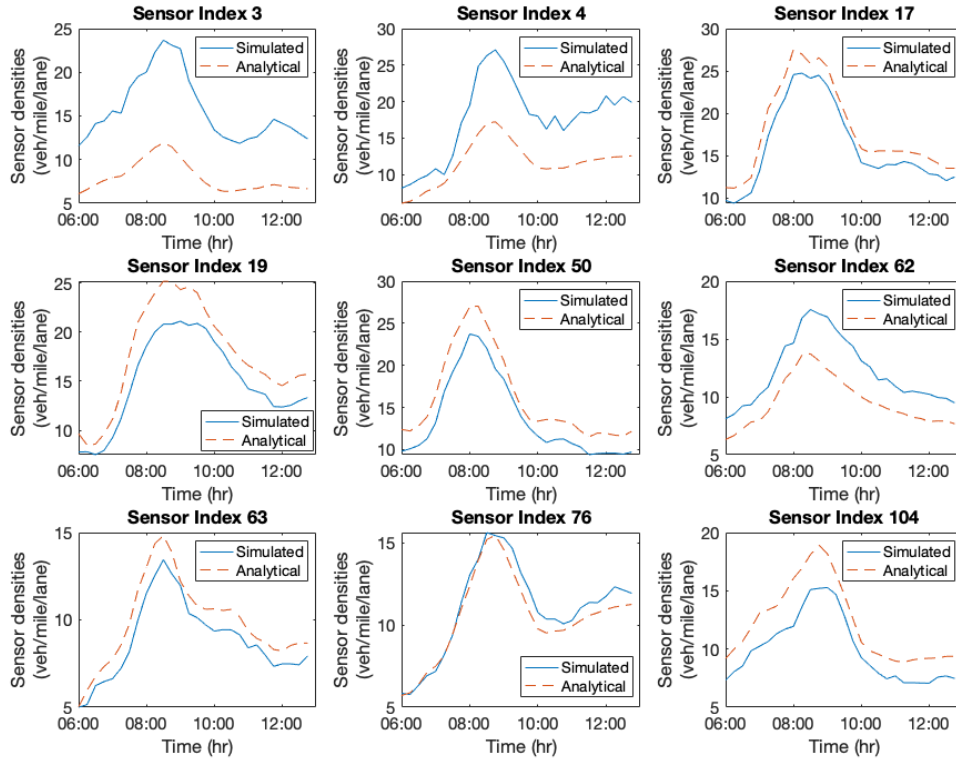 Sensor Index 3
Sensor densities
(veh/mile/lane)
25
20
15
10
5
Simulated
Analytical
06:00 08:00 10:00 12:00
Time (hr)
Sensor Index 4
Sensor densities
(veh/mile/lane)
30
25
20
15
10
Simulated
Analytical
06:00 08:00 10:00 12:00
Time (hr)
Sensor Index 17
Sensor densities
(veh/mile/lane)
30
25
20
15
10
Simulated
Analytical
06:00 08:00 10:00 12:00
Time (hr)
Sensor Index 19
Sensor densities
(veh/mile/lane)
25
20
15
10
Simulated
Analytical
06:00 08:00 10:00 12:00
Time (hr)
Sensor Index 50
Sensor densities
(veh/mile/lane)
30
25
20
15
10
Simulated
Analytical
06:00 08:00 10:00 12:00
Time (hr)
Sensor Index 62
Sensor densities
(veh/mile/lane)
20
15
10
5
Simulated
Analytical
06:00 08:00 10:00 12:00
Time (hr)
Sensor Index 63
Sensor densities
(veh/mile/lane)
15
10
5
Simulated
Analytical
06:00 08:00 10:00 12:00
Time (hr)
Sensor Index 76
Sensor densities
(veh/mile/lane)
15
10
5
Simulated
Analytical
06:00 08:00 10:00 12:00
Time (hr)
Sensor Index 104
Sensor densities
(veh/mile/lane)
20
15
10
5
Simulated
Analytical
06:00 08:00 10:00 12:00
Time (hr)